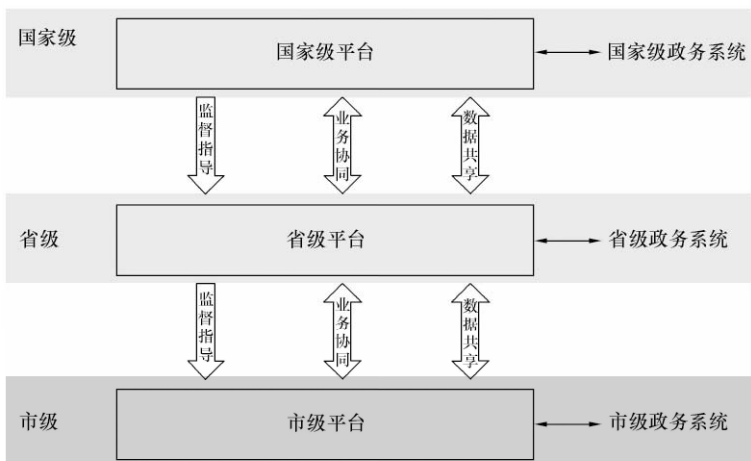 国家级
国家级平台
国家级政务系统
监督指导
业务协同
数据共享
省级
省级平台
省级政务系统
监督指导
业务协同
数据共享
市级
市级平台
市级政务系统